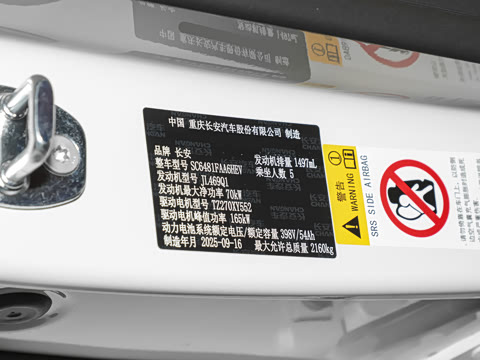 中国 重庆长安汽车股份有限公司 制造
品牌 长安
整车型号 SC6481FAA6HEV 发动机排量 1497mL
发动机型号 JL469Q1 乘坐人数 5
发动机最大净功率 70kW
驱动电机型号 TZ270XY552
驱动电机峰值功率 165kW
动力电池系统额定电压/额定容量 398V/54Ah
制造年月 2025-09-16 最大允许总质量 2160kg
警告
WARNING
SRS SIDE AIRBAG